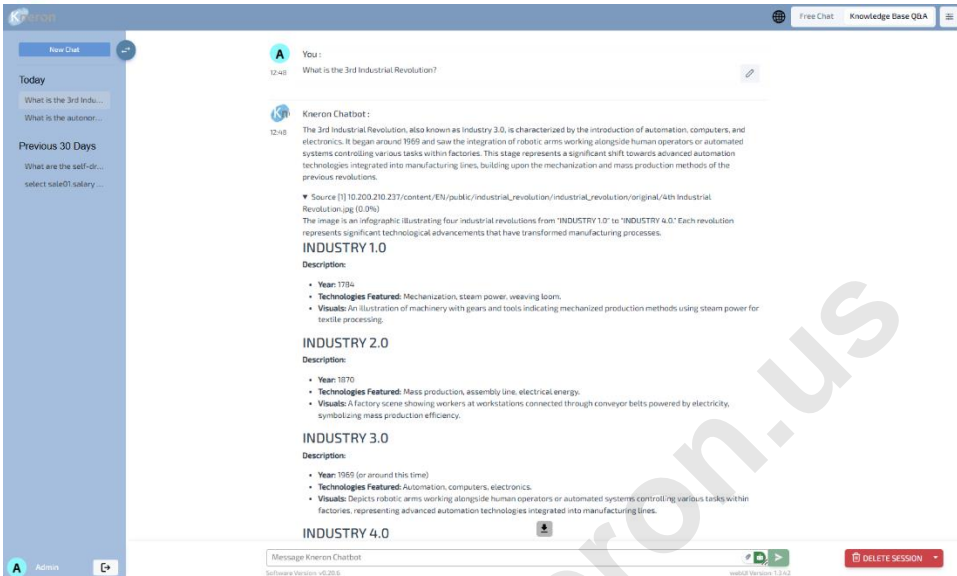 Kneron
Free Chat
Knowledge Base Q&A
New Chat
Today
What is the 3rd Indu...
What is the autonor...
Previous 30 Days
What are the self-dr...
select sale01.salary ...
A
Admin
A
You :
12:48
What is the 3rd Industrial Revolution?
Kn
Kneron Chatbot :
12:48
The 3rd Industrial Revolution, also known as Industry 3.0, is characterized by the introduction of automation, computers, and
electronics. It began around 1969 and saw the integration of robotic arms working alongside human operators or automated
systems controlling various tasks within factories. This stage represents a significant shift towards advanced automation
technologies integrated into manufacturing lines, building upon the mechanization and mass production methods of the
previous revolutions.
▼ Source [1] 10.200.210.237/content/EN/public/industrial_revolution/industrial_revolution/original/4th Industrial
Revolution.jpg (0.0%)
The image is an infographic illustrating four industrial revolutions from "INDUSTRY 1.0" to "INDUSTRY 4.0." Each revolution
represents significant technological advancements that have transformed manufacturing processes.
INDUSTRY 1.0
Description:
• Year: 1784
• Technologies Featured: Mechanization, steam power, weaving loom.
• Visuals: An illustration of machinery with gears and tools indicating mechanized production methods using steam power for
textile processing.
INDUSTRY 2.0
Description:
• Year: 1870
• Technologies Featured: Mass production, assembly line, electrical energy.
• Visuals: A factory scene showing workers at workstations connected through conveyor belts powered by electricity,
symbolizing mass production efficiency.
INDUSTRY 3.0
Description:
• Year: 1969 (or around this time)
• Technologies Featured: Automation, computers, electronics.
• Visuals: Depicts robotic arms working alongside human operators or automated systems controlling various tasks within
factories, representing advanced automation technologies integrated into manufacturing lines.
INDUSTRY 4.0
Message Kneron Chatbot
DELETE SESSION
Software Version: v0.20.6
webUI Version: 1.3.42
eron.us